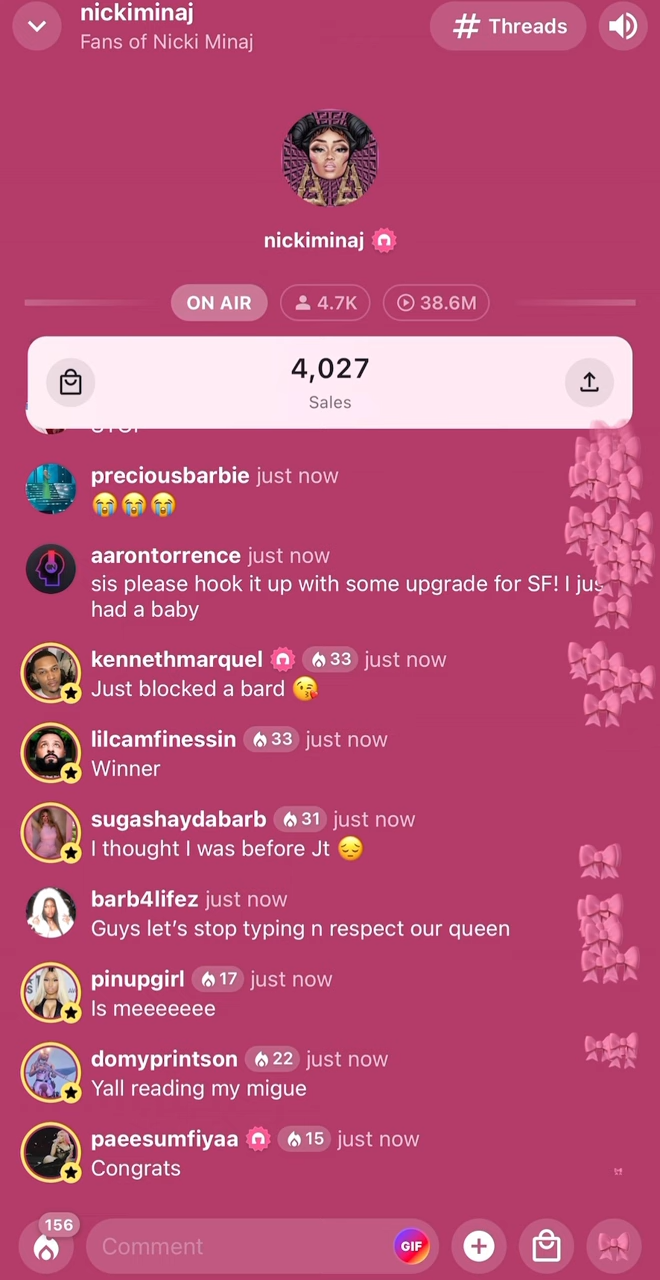 nickiminaj
Fans of Nicki Minaj
Threads
nickiminaj
ON AIR
4.7K
38.6M
4,027
Sales
preciousbarbie just now
😭😭😭
aarontorrence just now
sis please hook it up with some upgrade for SF! I jus
had a baby
kennethmarquel 33 just now
Just blocked a bard 😘
lilcamfinessin 33 just now
Winner
sugashaydabarb 31 just now
I thought I was before Jt 😔
barb4lifez just now
Guys let’s stop typing n respect our queen
pinupgirl 17 just now
Is meeeeeee
domyprintson 22 just now
Yall reading my migue
paeesumfiyaa 15 just now
Congrats
156
Comment
GIF